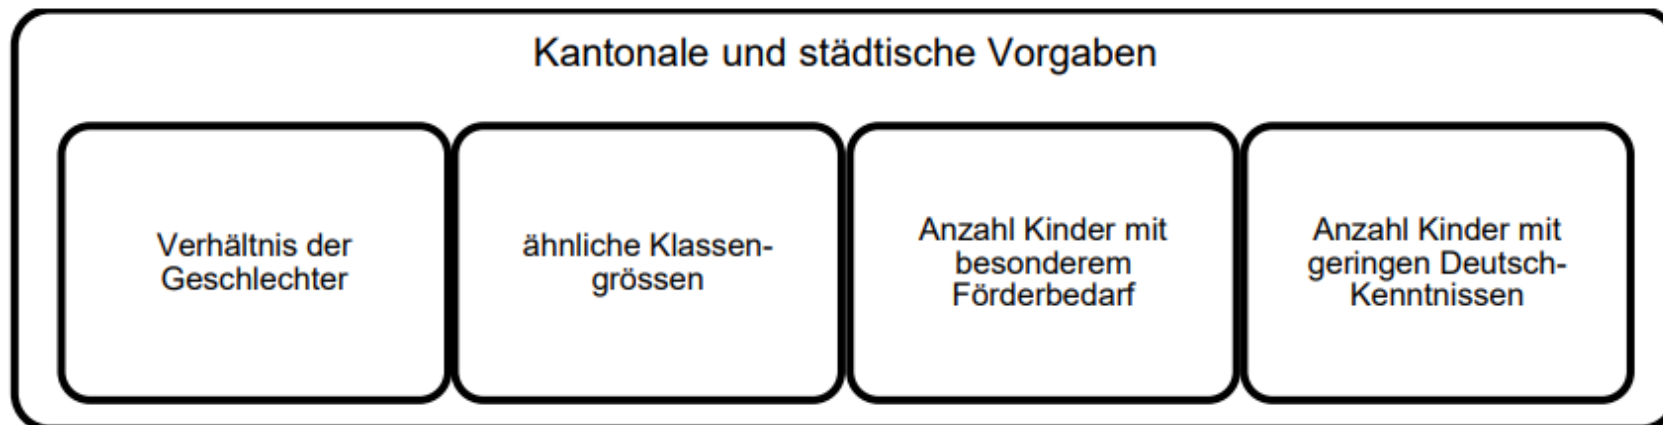 Kantonale und städtische Vorgaben
Verhältnis der
Geschlechter
ähnliche Klassen-
grössen
Anzahl Kinder mit
besonderem
Förderbedarf
Anzahl Kinder mit
geringen Deutsch-
Kenntnissen